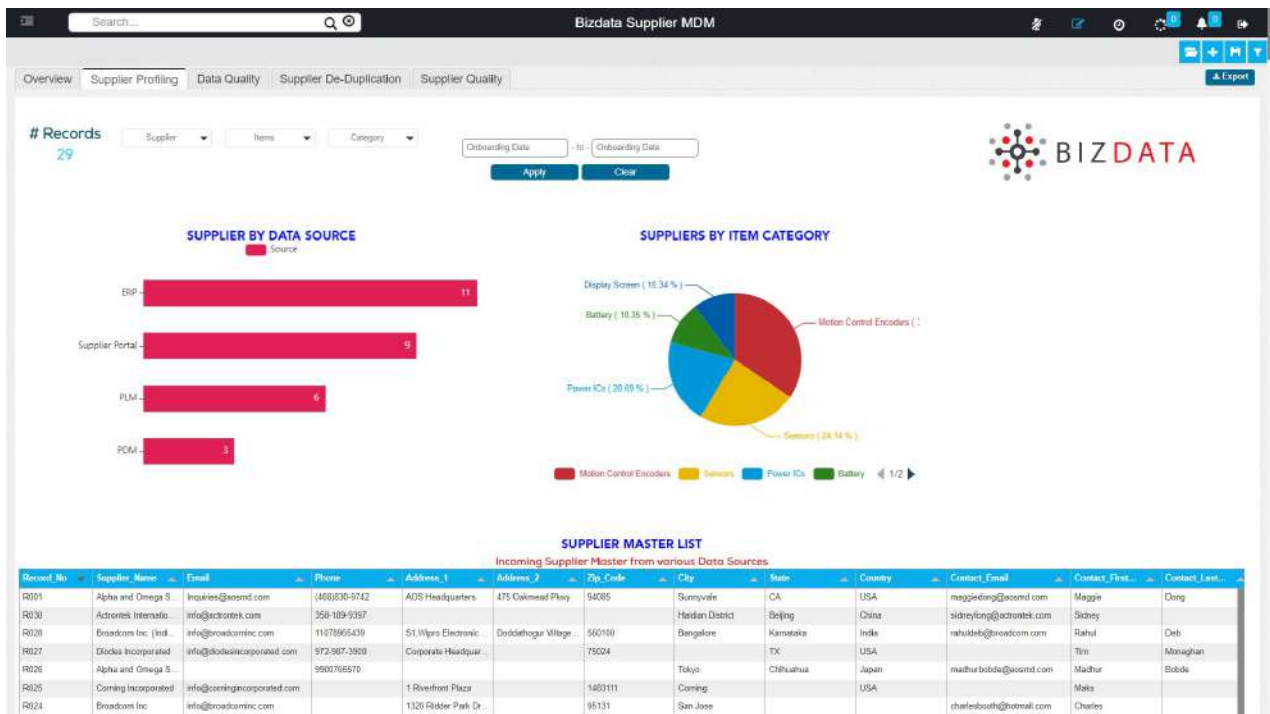 Search...
Bizdata Supplier MDM
0
0
Overview
Supplier Profiling
Data Quality
Supplier De-Duplication
Supplier Quality
Export
# Records
29
Supplier
Items
Category
Onboarding Date
- to -
Onboarding Date
Apply
Clear
BIZDATA
SUPPLIER BY DATA SOURCE
Source
ERP
11
Supplier Portal
9
PLM
6
PDM
3
SUPPLIERS BY ITEM CATEGORY
Display Screen ( 10.34 % )
Battery ( 10.35 % )
Motion Control Encoders (
Power ICs ( 20.69 % )
Sensors ( 24.14 % )
Motion Control Encoders
Sensors
Power ICs
Battery
1/2
SUPPLIER MASTER LIST
Incoming Supplier Master from various Data Sources
Record_No Supplier_Name Email Phone Address_1 Address_2 Zip_Code City State Country Contact_Email Contact_First... Contact_Last...
R001 Alpha and Omega S... Inquiries@aosmd.com (408)830-9742 AOS Headquarters 475 Oakmead Pkwy 94085 Sunnyvale CA USA maggiedong@aosmd.com Maggie Dong
R030 Actrontek Internatio... info@actrontek.com 358-189-9397 Haidian District Beijing China sidneyfong@actrontek.com Sidney
R028 Broadcom Inc. (Indi... info@broadcominc.com 11078965439 S1,Wipro Electronic ... Doddathogur Village... 560100 Bangalore Karnataka India rahuldeb@broadcom.com Rahul Deb
R027 Diodes Incorporated info@diodesincorporated.com 972-987-3900 Corporate Headquar... 75024 TX USA Tim Monaghan
R026 Alpha and Omega S... 9900766570 Tokyo Chihuahua Japan madhurbobde@aosmd.com Madhur Bobde
R025 Corning Incorporated info@corningincorporated.com 1 Riverfront Plaza 1483111 Corning USA Maks
R024 Broadcom Inc info@broadcominc.com 1320 Ridder Park Dr... 95131 San Jose charlesbooth@hotmail.com Charles